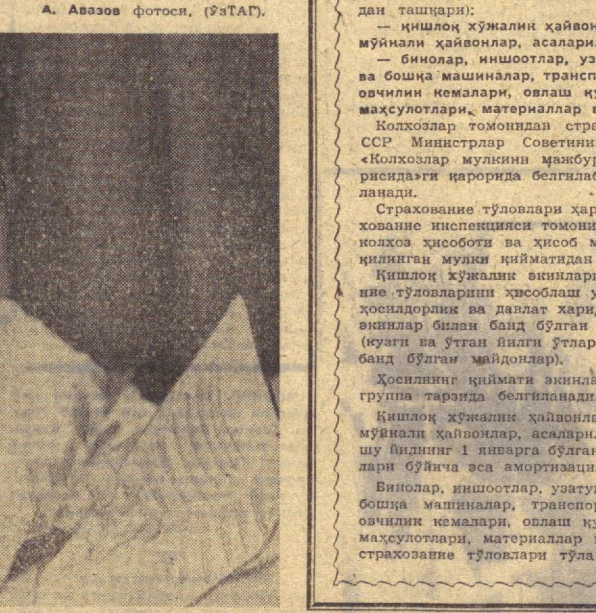 А. Авазов фотоси, (ЎзТАГ).
дан ташқари):
— қишлоқ хўжалик ҳайвон
мўйнали ҳайвонлар, асалари
— бинолар, иншоотлар, уз
ва бошқа машиналар, трансп
овчилик кемалари, овлаш қу
маҳсулотлари, материаллар в
Колхозлар томонидан стра
ССР Министрлар Советини
«Колхозлар мулкини мажбур
рисида»ги қарорида белгилаб
ланади.
Страхование тўловлари ҳар
хование инспекцияси томони
колхоз ҳисоботи ва ҳисоб м
қилинган мулки қийматидан
Қишлоқ хўжалик экинлари
ние тўловларини ҳисоблаш у
ҳосилдорлик ва давлат хари
экинлар билан банд бўлган
(кузги ва ўтган йилги ўтлар
банд бўлган майдонлар).
Ҳосилнинг қиймати экинла
группа тарзида белгиланади
Қишлоқ хўжалик ҳайвонла
мўйнали ҳайвонлар, асалари
шу йилнинг 1 январга бўлган
лари бўйича эса амортизаци
Бинолар, иншоотлар, узату
бошқа машиналар, транспор
овчилик кемалари, овлаш қу
маҳсулотлари, материаллар
страхование тўловлари тўла